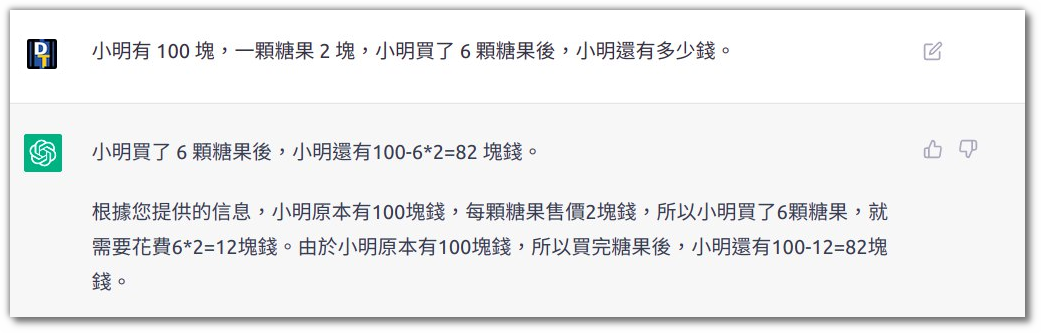 DT
小明有 100 塊，一顆糖果 2 塊，小明買了 6 顆糖果後，小明還有多少錢。
小明買了 6 顆糖果後，小明還有100-6*2=82 塊錢。
根據您提供的信息，小明原本有100塊錢，每顆糖果售價2塊錢，所以小明買了6顆糖果，就
需要花費6*2=12塊錢。由於小明原本有100塊錢，所以買完糖果後，小明還有100-12=82塊
錢。